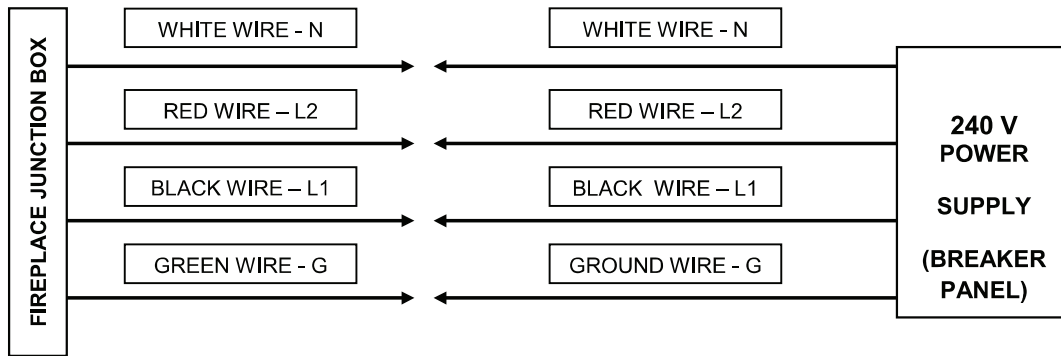 FIREPLACE JUNCTION BOX
WHITE WIRE - N
WHITE WIRE - N
RED WIRE – L2
RED WIRE – L2
BLACK WIRE – L1
BLACK  WIRE – L1
GREEN WIRE - G
GROUND WIRE - G
240 V
POWER
SUPPLY
(BREAKER
PANEL)